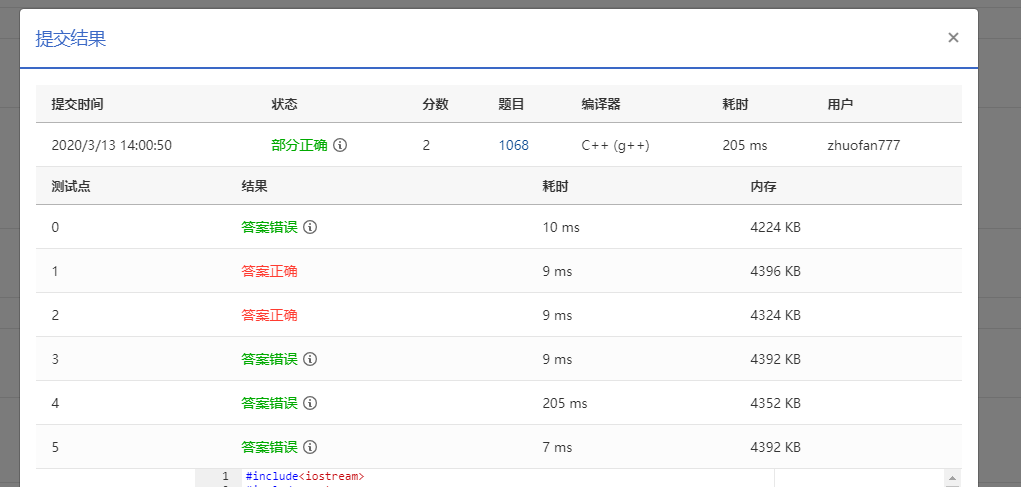 提交结果 ×
提交时间 状态 分数 题目 编译器 耗时 用户
2020/3/13 14:00:50 部分正确 2 1068 C++ (g++) 205 ms zhuofan777
测试点 结果 耗时 内存
0 答案错误 10 ms 4224 KB
1 答案正确 9 ms 4396 KB
2 答案正确 9 ms 4324 KB
3 答案错误 9 ms 4392 KB
4 答案错误 205 ms 4352 KB
5 答案错误 7 ms 4392 KB
1 #include<iostream>